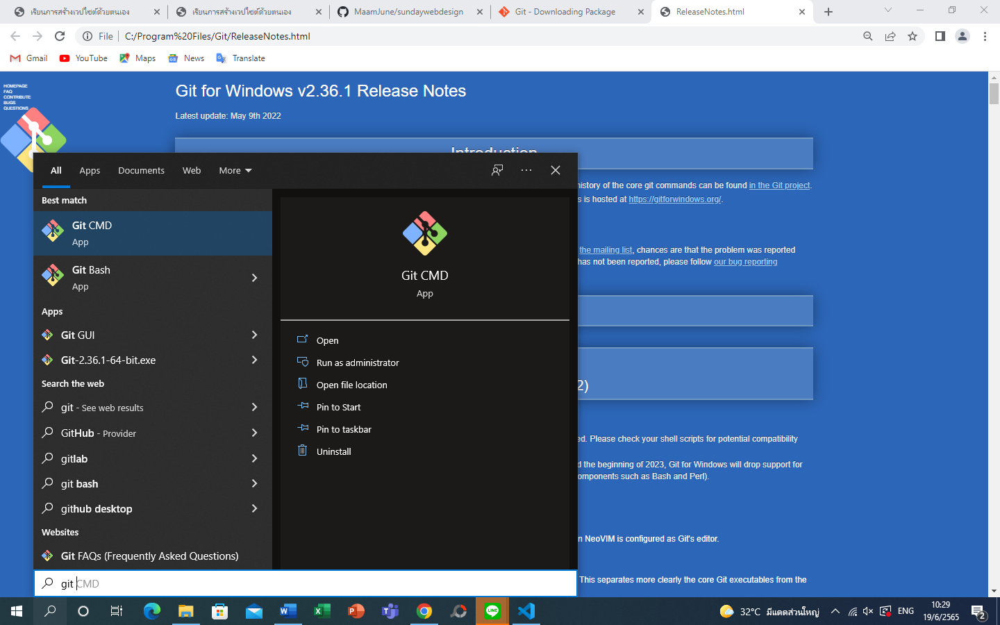 เรียนการสร้างเวปไซต์ด้วยตนเอง
เรียนการสร้างเวปไซต์ด้วยตนเอง
MaamJune/sundaywebdesign
Git - Downloading Package
ReleaseNotes.html
File
C:/Program%20Files/Git/ReleaseNotes.html
Gmail
YouTube
Maps
News
Translate
HOMEPAGE
FAQ
CONTRIBUTE
BUGS
QUESTIONS
Git for Windows v2.36.1 Release Notes
Latest update: May 9th 2022
Introduction
history of the core git commands can be found in the Git project.
s is hosted at https://gitforwindows.org/.
the mailing list, chances are that the problem was reported
has not been reported, please follow our bug reporting
2)
ed. Please check your shell scripts for potential compatibility
d the beginning of 2023, Git for Windows will drop support for
omponents such as Bash and Perl).
n NeoVIM is configured as Git's editor.
This separates more clearly the core Git executables from the
All
Apps
Documents
Web
More
Best match
Git CMD
App
Git Bash
App
Apps
Git GUI
Git-2.36.1-64-bit.exe
Search the web
git - See web results
GitHub - Provider
gitlab
git bash
github desktop
Websites
Git FAQs (Frequently Asked Questions)
git CMD
Git CMD
App
Open
Run as administrator
Open file location
Pin to Start
Pin to taskbar
Uninstall
32°C มีแดดส่วนใหญ่
ENG
10:29
19/6/2565
2